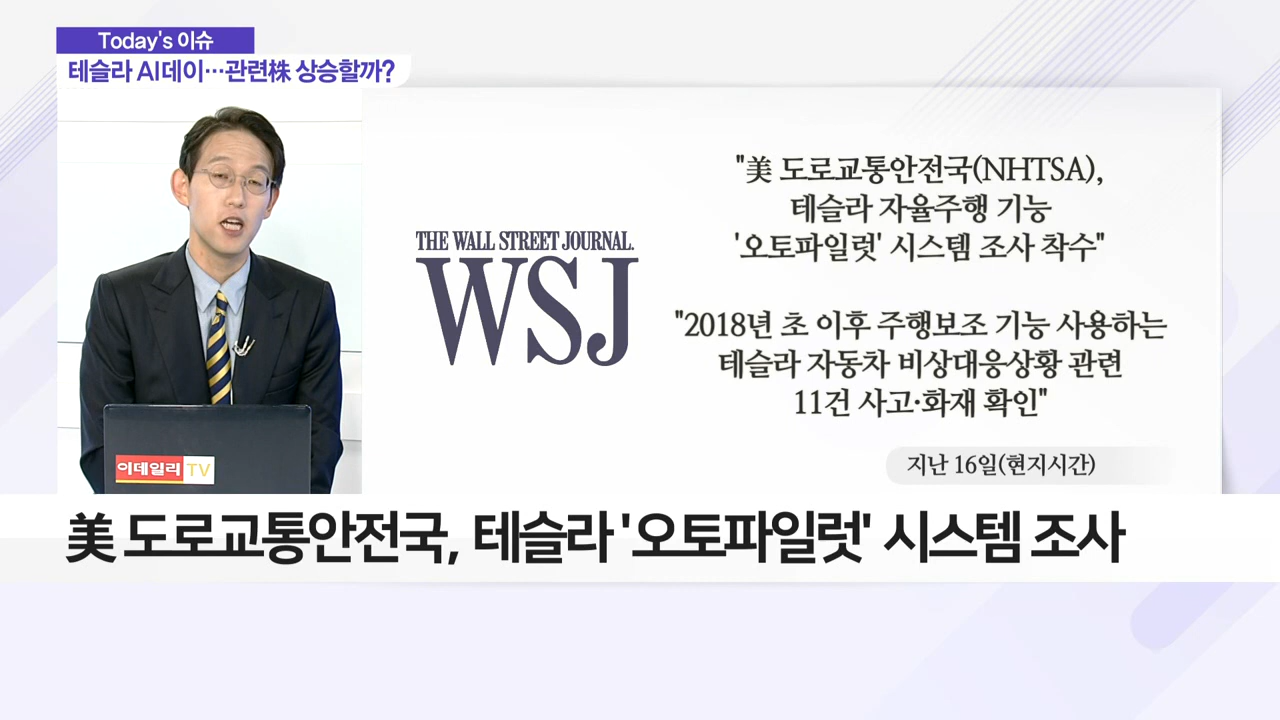 Today's 이슈
테슬라 AI데이…관련株 상승할까?
THE WALL STREET JOURNAL.
WSJ
"美 도로교통안전국(NHTSA),
테슬라 자율주행 기능
'오토파일럿' 시스템 조사 착수"
"2018년 초 이후 주행보조 기능 사용하는
테슬라 자동차 비상대응상황 관련
11건 사고·화재 확인"
지난 16일(현지시간)
이데일리 TV
美 도로교통안전국, 테슬라 '오토파일럿' 시스템 조사